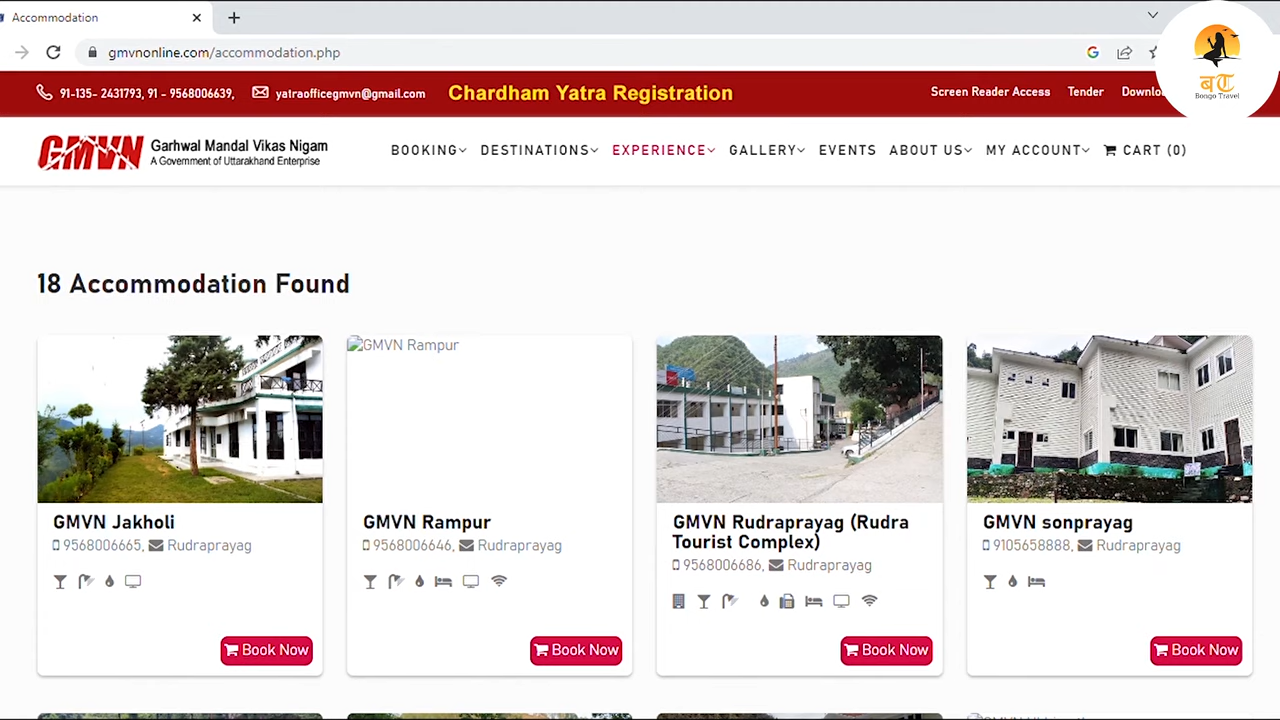 Accommodation
gmvnonline.com/accommodation.php
91-135- 2431793, 91 - 9568006639,
yatraofficegmvn@gmail.com
Chardham Yatra Registration
Screen Reader Access
Tender
बT
Bongo Travel
GMVN
Garhwal Mandal Vikas Nigam
A Government of Uttarakhand Enterprise
BOOKING
DESTINATIONS
EXPERIENCE
GALLERY
EVENTS
ABOUT US
MY ACCOUNT
CART (0)
18 Accommodation Found
GMVN Rampur
GMVN Jakholi
9568006665, Rudraprayag
Book Now
GMVN Rampur
9568006646, Rudraprayag
Book Now
GMVN Rudraprayag (Rudra
Tourist Complex)
9568006686, Rudraprayag
Book Now
GMVN sonprayag
9105658888, Rudraprayag
Book Now